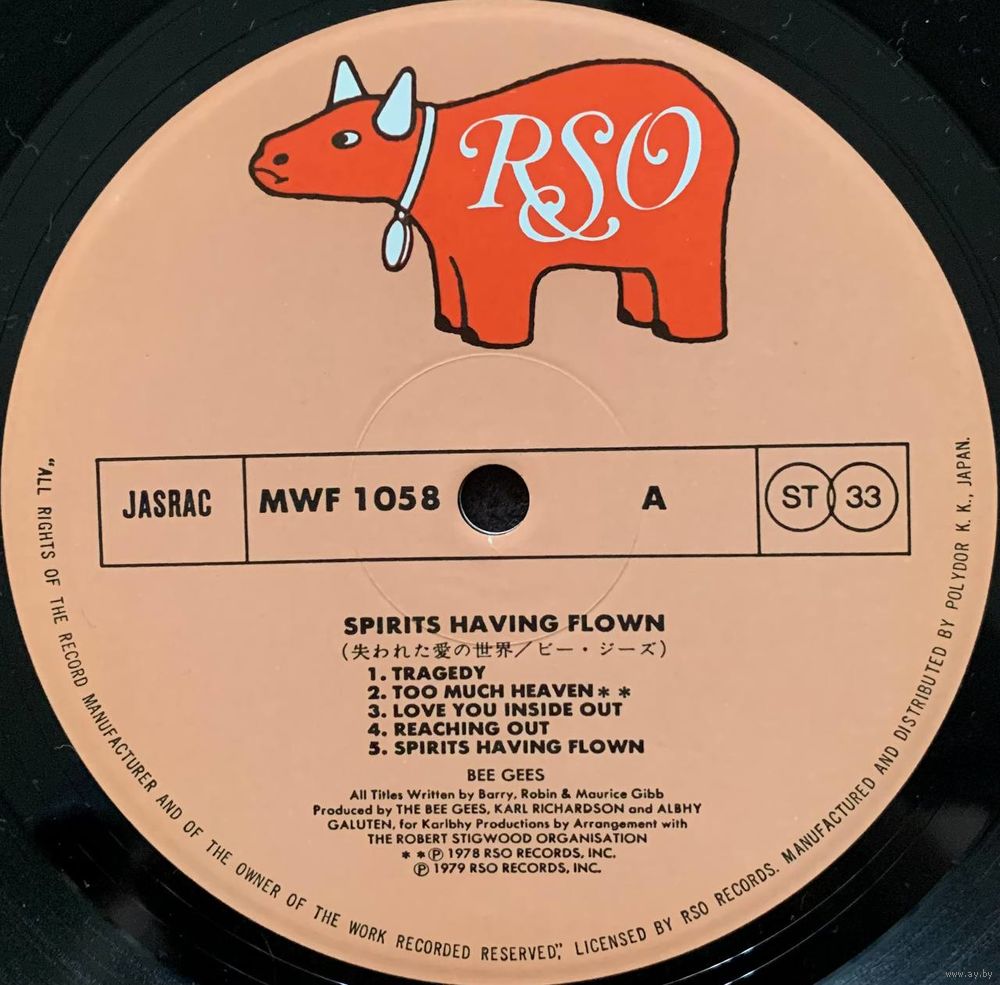 RSO
JASRAC
MWF 1058
A
ST 33
SPIRITS HAVING FLOWN
(失われた愛の世界/ビー・ジーズ)
1. TRAGEDY
2. TOO MUCH HEAVEN**
3. LOVE YOU INSIDE OUT
4. REACHING OUT
5. SPIRITS HAVING FLOWN
BEE GEES
All Titles Written by Barry, Robin & Maurice Gibb
Produced by THE BEE GEES, KARL RICHARDSON and ALBHY
GALUTEN, for Karlbhy Productions by Arrangement with
THE ROBERT STIGWOOD ORGANISATION
**Ⓟ 1978 RSO RECORDS, INC.
Ⓟ 1979 RSO RECORDS, INC.
"ALL RIGHTS OF THE RECORD MANUFACTURER AND OF THE OWNER OF THE WORK RECORDED RESERVED", LICENSED BY RSO RECORDS. MANUFACTURED AND DISTRIBUTED BY POLYDOR K. K., JAPAN.
www.ay.by